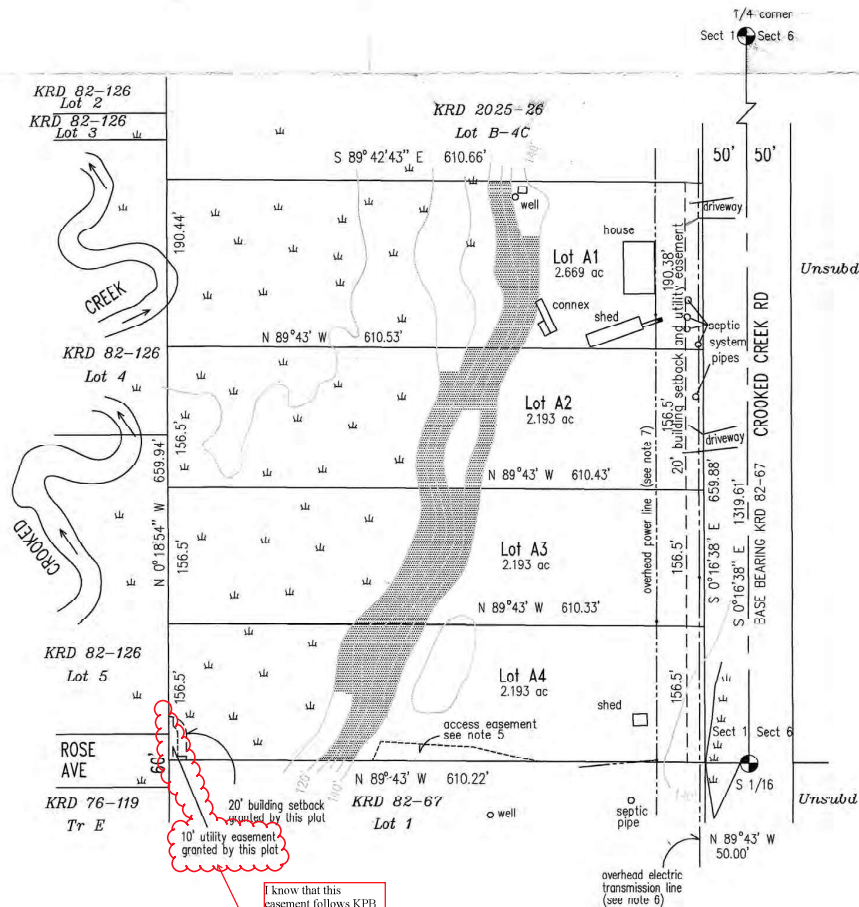 1/4 corner
Sect 1 Sect 6
KRD 82-126
Lot 2
KRD 82-126
Lot 3
KRD 2025-26
Lot B-4C
50' 50'
S 89°42'43" E 610.66'
140'
well
driveway
house
190.44'
Lot A1
2.669 ac
190.38'
20' building setback and utility easement
Unsubd
CREEK
connex
shed
septic
system
pipes
CROOKED CREEK RD
N 89°43' W 610.53'
KRD 82-126
Lot 4
Lot A2
2.193 ac
156.5'
156.5'
driveway
N 89°43' W 610.43'
overhead power line (see note 7)
659.94'
N 0°18'54" W
CROOKED
S 0°16'38" E 659.88'
S 0°16'38" E 1319.61'
BASE BEARING KRD 82-67
156.5'
Lot A3
2.193 ac
156.5'
N 89°43' W 610.33'
KRD 82-126
Lot 5
156.5'
Lot A4
2.193 ac
156.5'
shed
access easement
see note 5
Sect 1 Sect 6
ROSE
AVE
66'
120'
N 89°43' W 610.22'
S 1/16
KRD 76-119
Tr E
20' building setback
granted by this plat
KRD 82-67
Lot 1
well
septic
pipe
Unsubd
10' utility easement
granted by this plat
N 89°43' W
50.00'
overhead electric
transmission line
(see note 6)
I know that this
easement follows KPB